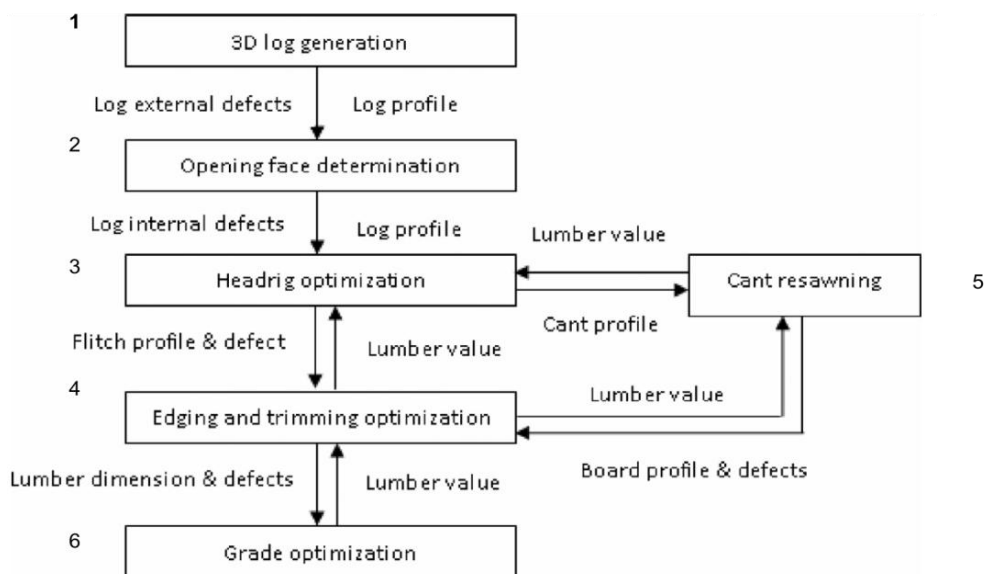 1
3D log generation
Log external defects
Log profile
2
Opening face determination
Log internal defects
Log profile
Lumber value
3
Headrig optimization
Cant resawning
5
Cant profile
Flitch profile & defect
Lumber value
4
Edging and trimming optimization
Lumber value
Board profile & defects
Lumber dimension & defects
Lumber value
6
Grade optimization